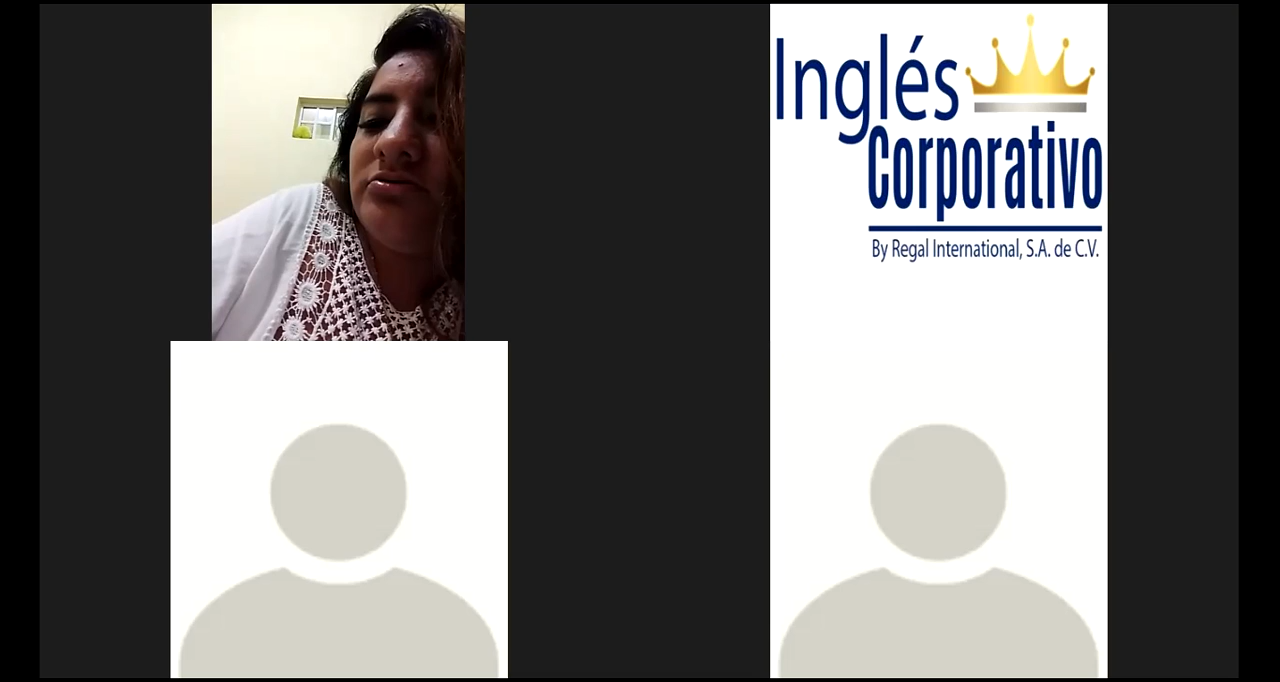 Inglés
Corporativo
By Regal International, S.A. de C.V.